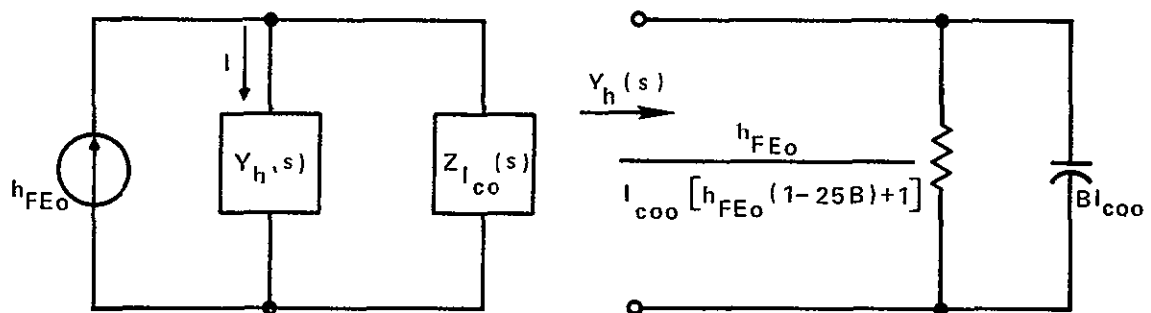 I
h_FEo
Y_h(s)
Z_I_co(s)
Y_h(s)
h_FEo
I_coo [h_FEo (1-25B)+1]
BI_coo